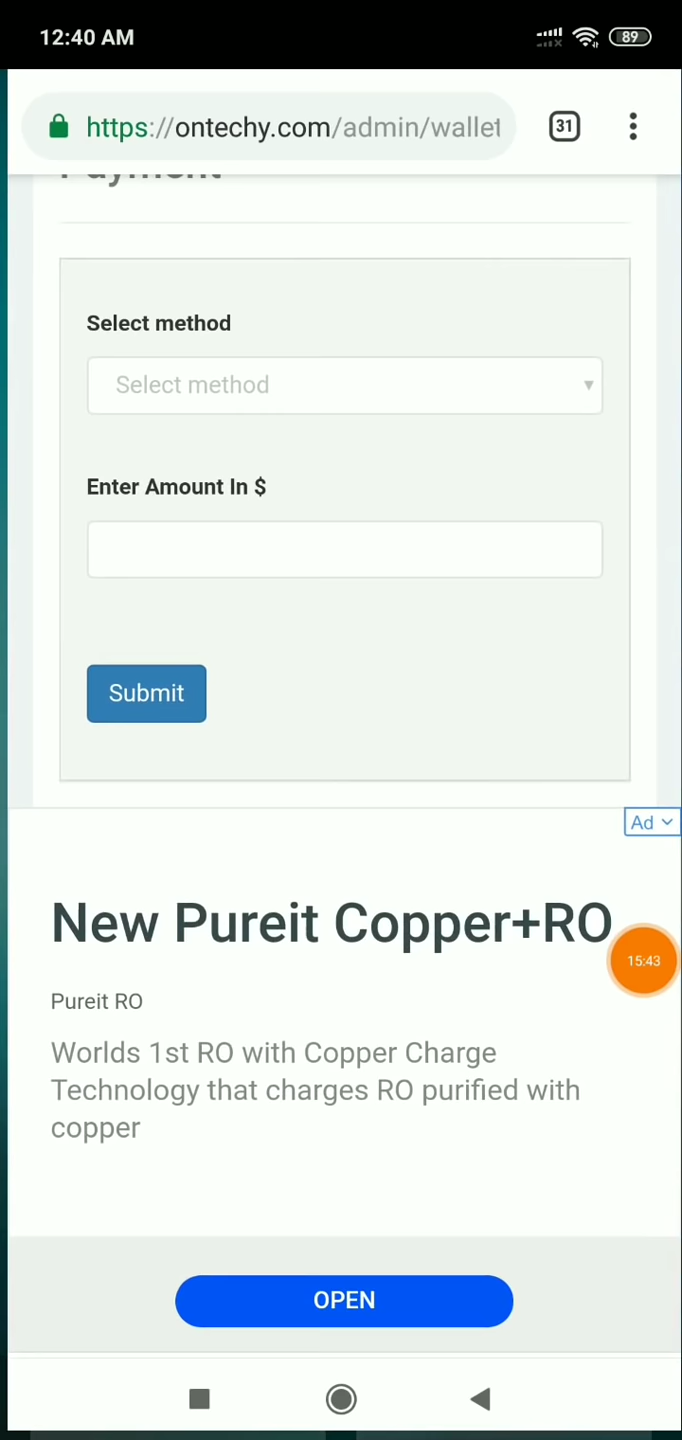 12:40 AM
89
https://ontechy.com/admin/wallet
31
Payment
Select method
Select method
Enter Amount In $
Submit
Ad
New Pureit Copper+RO
15:43
Pureit RO
Worlds 1st RO with Copper Charge
Technology that charges RO purified with
copper
OPEN